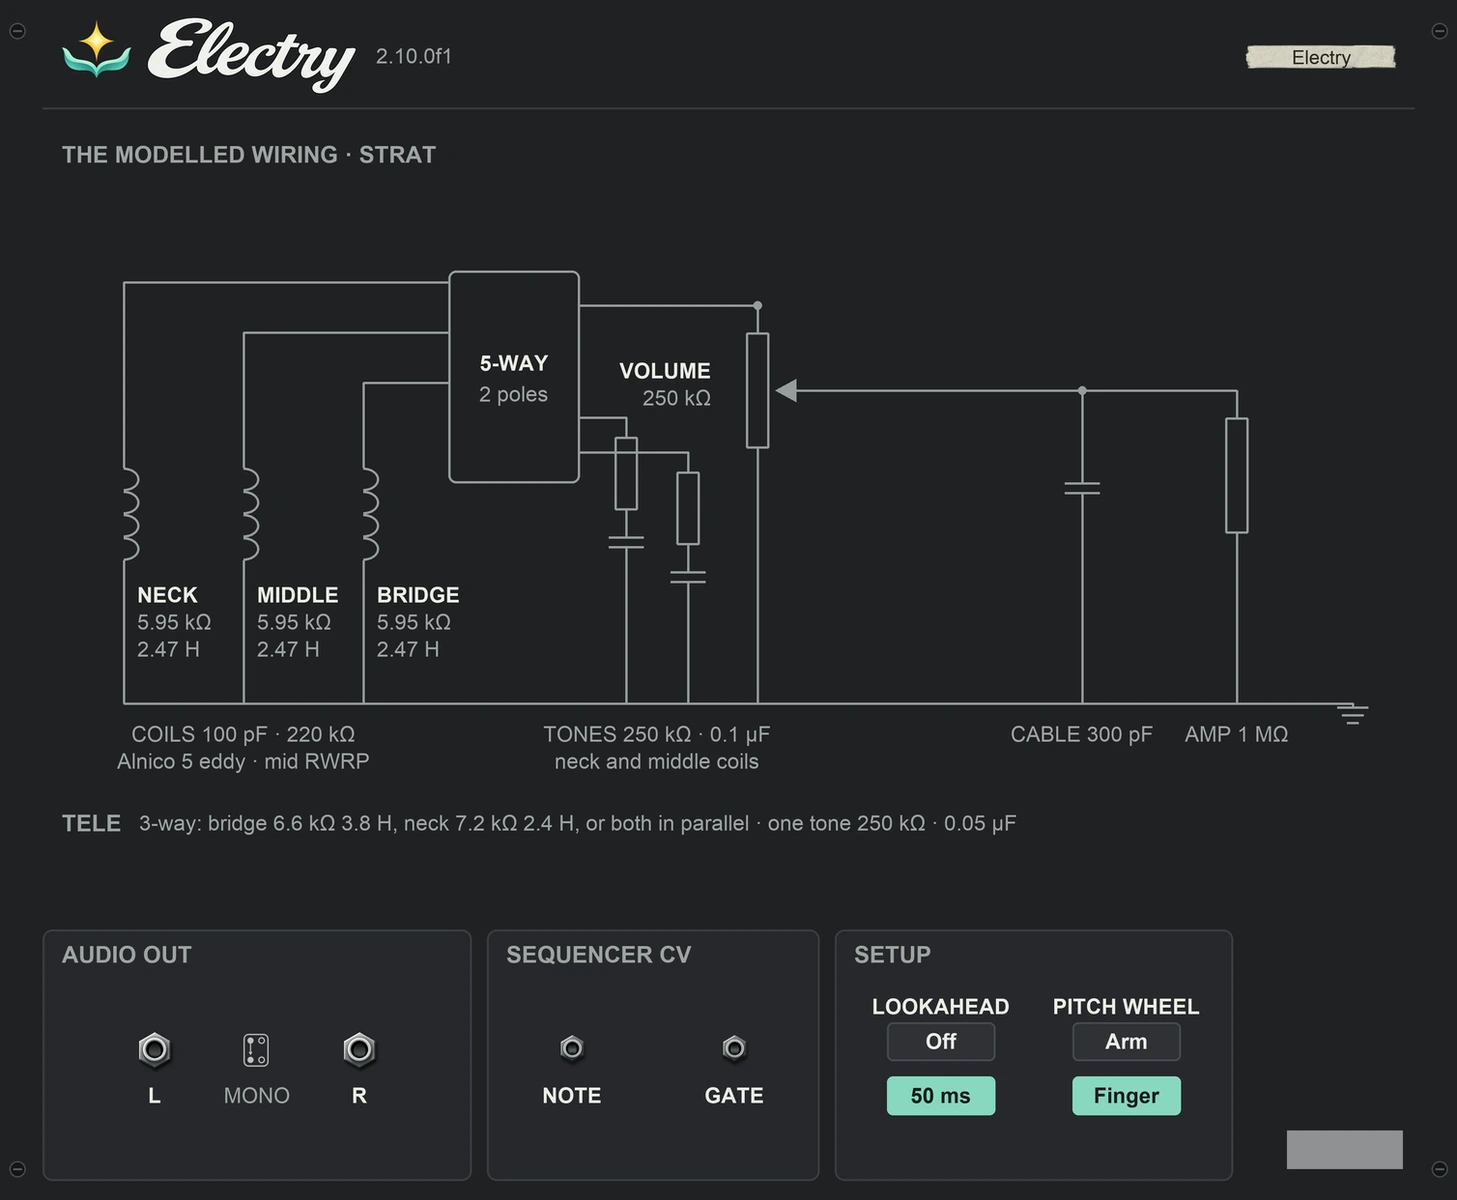 Electry 2.10.0f1
Electry
THE MODELLED WIRING · STRAT
5-WAY
2 poles
VOLUME
250 kΩ
NECK
5.95 kΩ
2.47 H
MIDDLE
5.95 kΩ
2.47 H
BRIDGE
5.95 kΩ
2.47 H
COILS 100 pF · 220 kΩ
Alnico 5 eddy · mid RWRP
TONES 250 kΩ · 0.1 µF
neck and middle coils
CABLE 300 pF
AMP 1 MΩ
TELE 3-way: bridge 6.6 kΩ 3.8 H, neck 7.2 kΩ 2.4 H, or both in parallel · one tone 250 kΩ · 0.05 µF
AUDIO OUT
L
MONO
R
SEQUENCER CV
NOTE
GATE
SETUP
LOOKAHEAD
Off
50 ms
PITCH WHEEL
Arm
Finger